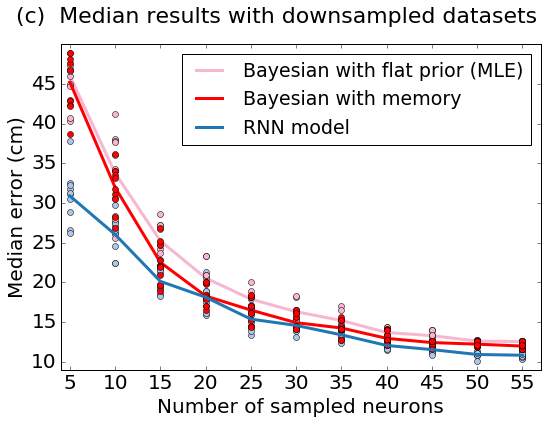 (c) Median results with downsampled datasets
Bayesian with flat prior (MLE)
Bayesian with memory
RNN model
Median error (cm)
45
40
35
30
25
20
15
10
5 10 15 20 25 30 35 40 45 50 55
Number of sampled neurons